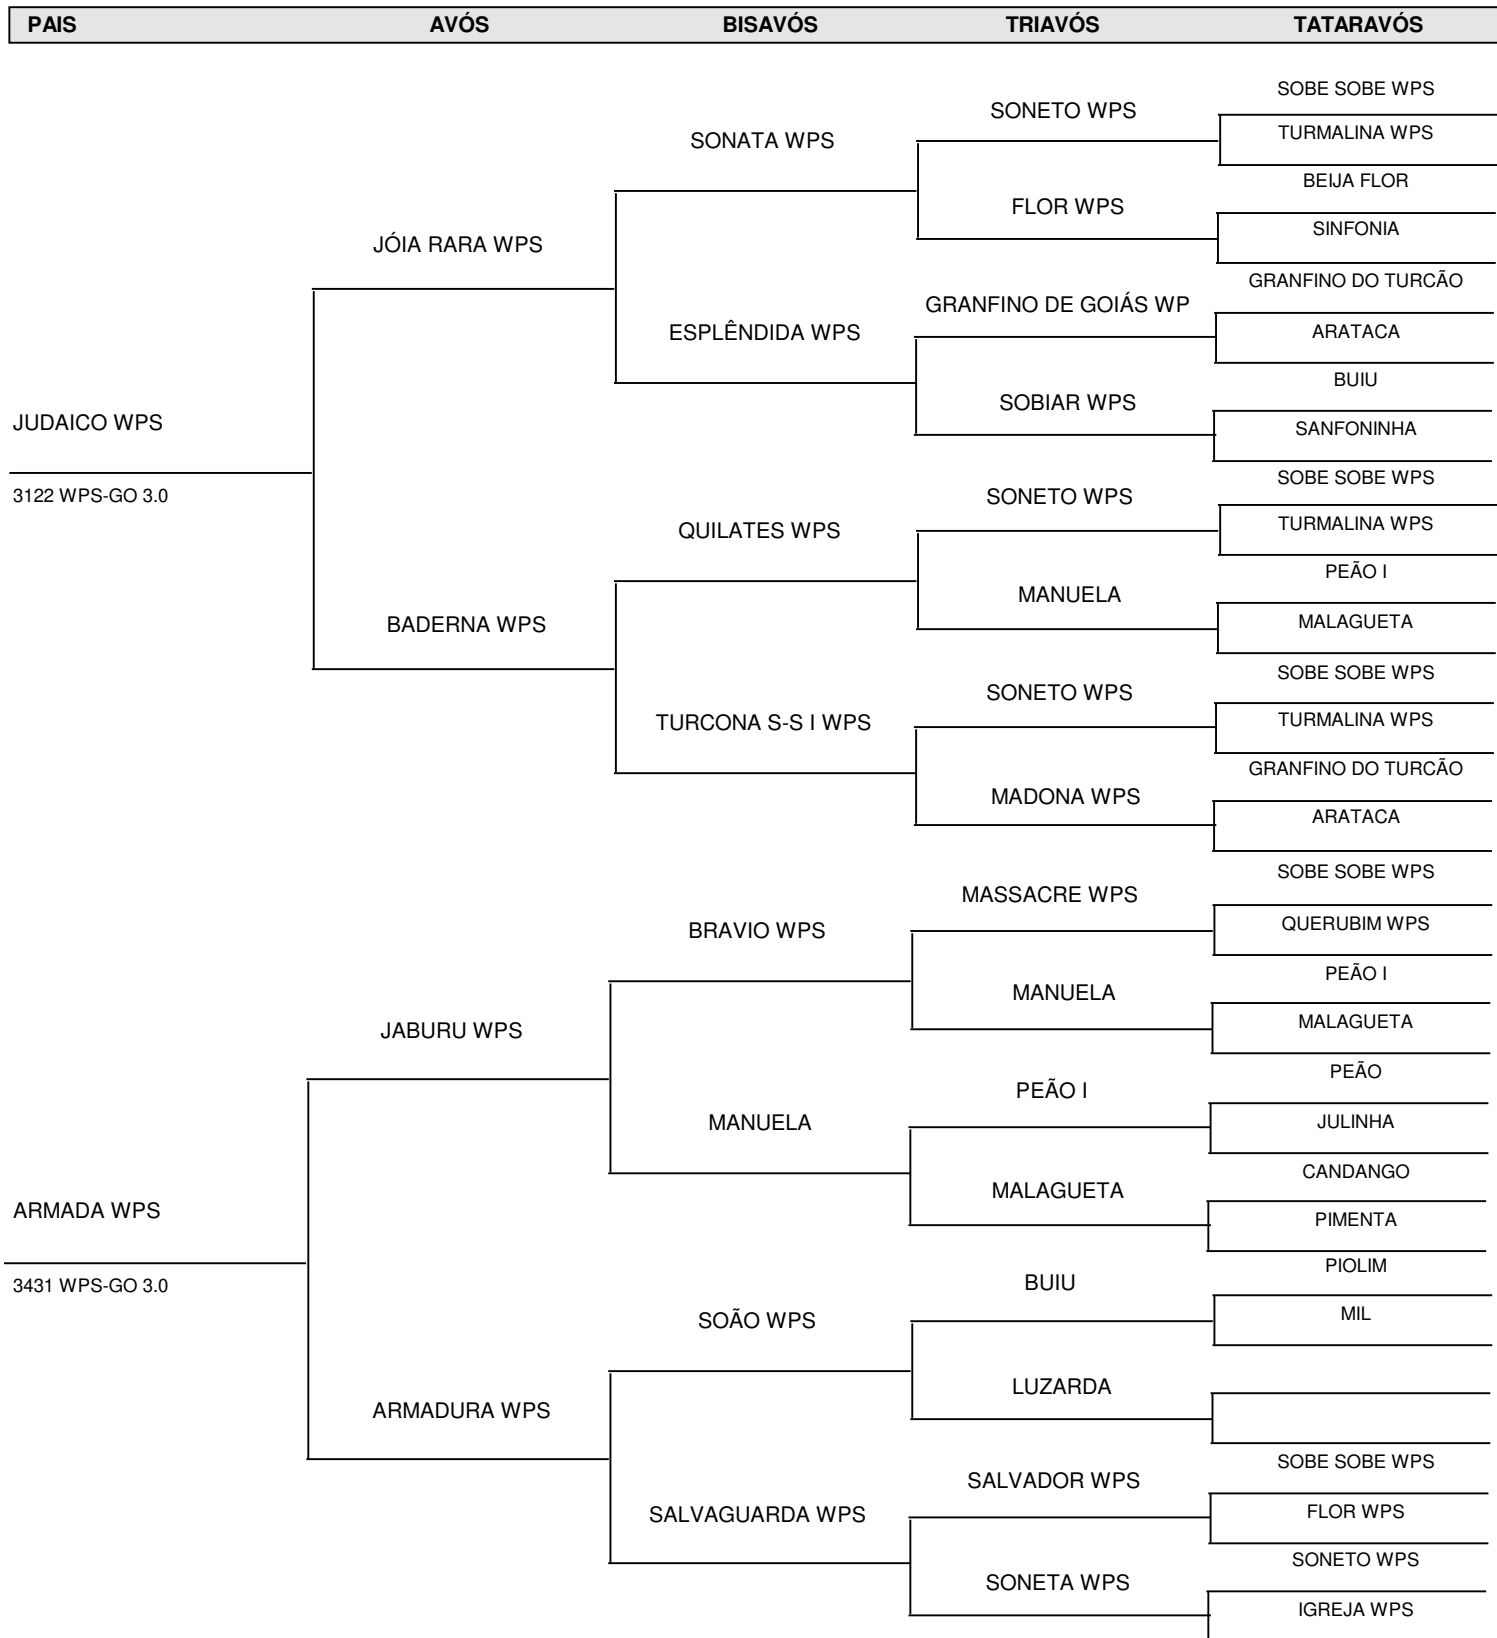 PAIS AVÓS BISAVÓS TRIAVÓS TATARAVÓS
SOBE SOBE WPS
SONETO WPS
TURMALINA WPS
SONATA WPS
BEIJA FLOR
FLOR WPS
SINFONIA
JÓIA RARA WPS
GRANFINO DO TURCÃO
GRANFINO DE GOIÁS WP
ARATACA
ESPLÊNDIDA WPS
BUIU
SOBIAR WPS
SANFONINHA
JUDAICO WPS
3122 WPS-GO 3.0
SOBE SOBE WPS
SONETO WPS
TURMALINA WPS
QUILATES WPS
PEÃO I
MANUELA
MALAGUETA
BADERNA WPS
SOBE SOBE WPS
SONETO WPS
TURMALINA WPS
TURCONA S-S I WPS
GRANFINO DO TURCÃO
MADONA WPS
ARATACA
SOBE SOBE WPS
MASSACRE WPS
QUERUBIM WPS
BRAVIO WPS
PEÃO I
MANUELA
MALAGUETA
JABURU WPS
PEÃO
PEÃO I
JULINHA
MANUELA
CANDANGO
MALAGUETA
PIMENTA
ARMADA WPS
3431 WPS-GO 3.0
PIOLIM
BUIU
MIL
SOÃO WPS
LUZARDA
ARMADURA WPS
SOBE SOBE WPS
SALVADOR WPS
FLOR WPS
SALVAGUARDA WPS
SONETO WPS
SONETA WPS
IGREJA WPS